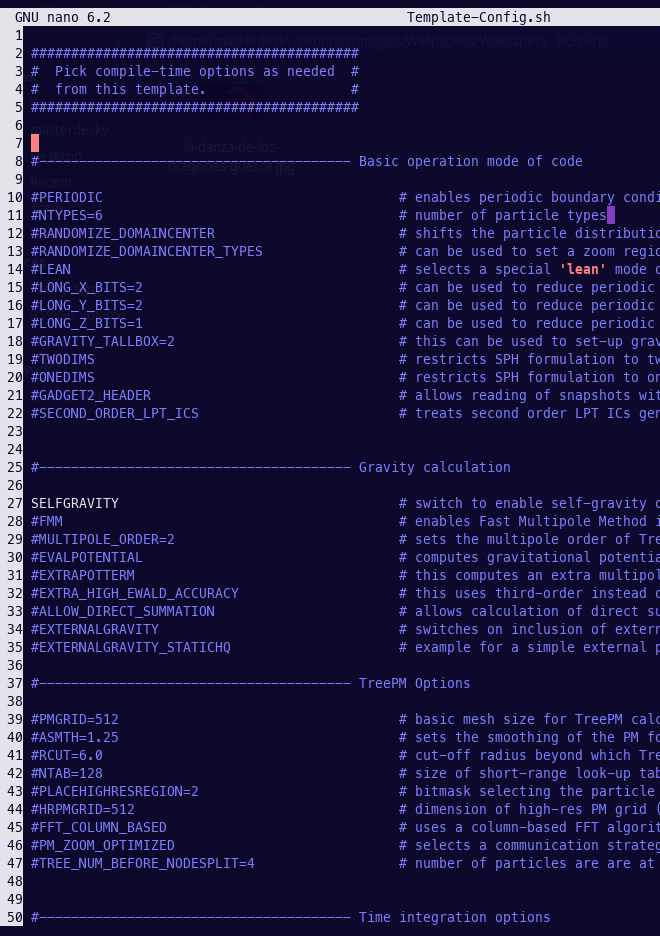 GNU nano 6.2 Template-Config.sh
1
2 #########################################
3 #  Pick compile-time options as needed  #
4 #  from this template.                  #
5 #########################################
6
7
8 #--------------------------------------- Basic operation mode of code
9
10 #PERIODIC # enables periodic boundary condi
11 #NTYPES=6 # number of particle types
12 #RANDOMIZE_DOMAINCENTER # shifts the particle distributio
13 #RANDOMIZE_DOMAINCENTER_TYPES # can be used to set a zoom regio
14 #LEAN # selects a special 'lean' mode o
15 #LONG_X_BITS=2 # can be used to reduce periodic
16 #LONG_Y_BITS=2 # can be used to reduce periodic
17 #LONG_Z_BITS=1 # can be used to reduce periodic
18 #GRAVITY_TALLBOX=2 # this can be used to set-up grav
19 #TWODIMS # restricts SPH formulation to tw
20 #ONEDIMS # restricts SPH formulation to on
21 #GADGET2_HEADER # allows reading of snapshots wit
22 #SECOND_ORDER_LPT_ICS # treats second order LPT ICs gen
23
24
25 #--------------------------------------- Gravity calculation
26
27 SELFGRAVITY # switch to enable self-gravity o
28 #FMM # enables Fast Multipole Method i
29 #MULTIPOLE_ORDER=2 # sets the multipole order of Tre
30 #EVALPOTENTIAL # computes gravitational potentia
31 #EXTRAPOTTERM # this computes an extra multipol
32 #EXTRA_HIGH_EWALD_ACCURACY # this uses third-order instead o
33 #ALLOW_DIRECT_SUMMATION # allows calculation of direct su
34 #EXTERNALGRAVITY # switches on inclusion of extern
35 #EXTERNALGRAVITY_STATICHQ # example for a simple external p
36
37 #--------------------------------------- TreePM Options
38
39 #PMGRID=512 # basic mesh size for TreePM calc
40 #ASMTH=1.25 # sets the smoothing of the PM fo
41 #RCUT=6.0 # cut-off radius beyond which Tre
42 #NTAB=128 # size of short-range look-up tab
43 #PLACEHIGHRESREGION=2 # bitmask selecting the particle
44 #HRPMGRID=512 # dimension of high-res PM grid (
45 #FFT_COLUMN_BASED # uses a column-based FFT algorit
46 #PM_ZOOM_OPTIMIZED # selects a communication strateg
47 #TREE_NUM_BEFORE_NODESPLIT=4 # number of particles are are at
48
49
50 #--------------------------------------- Time integration options